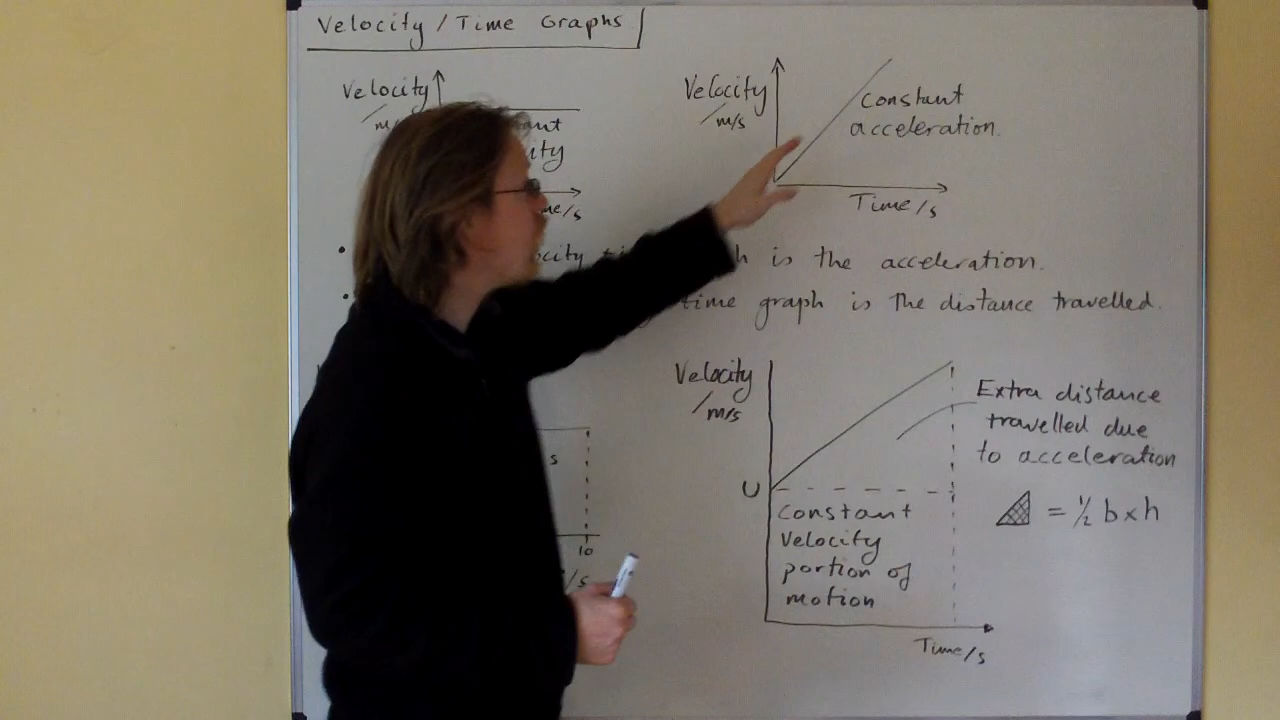 Velocity / Time Graphs
Velocity
/m/s
Time/s
Velocity
/m/s
constant
acceleration.
is the acceleration.
time graph is the distance travelled.
s
10
/s
Velocity
/m/s
U
Constant
velocity
portion of
motion
Time/s
Extra distance
travelled due
to acceleration
= 1/2 b x h